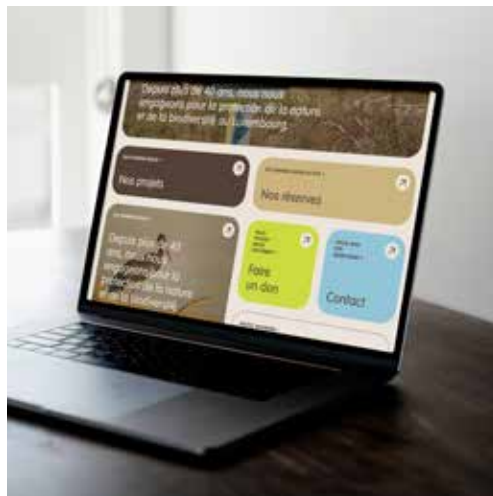 Depuis plus de 40 ans, nous nous
engageons pour la protection de la nature
et de la biodiversité au Luxembourg.
Nos projets
Nos réserves
Depuis plus de 40
ans, nous nous
engageons pour la
protection de la nature
et de la biodiversité
Faire
un don
Contact